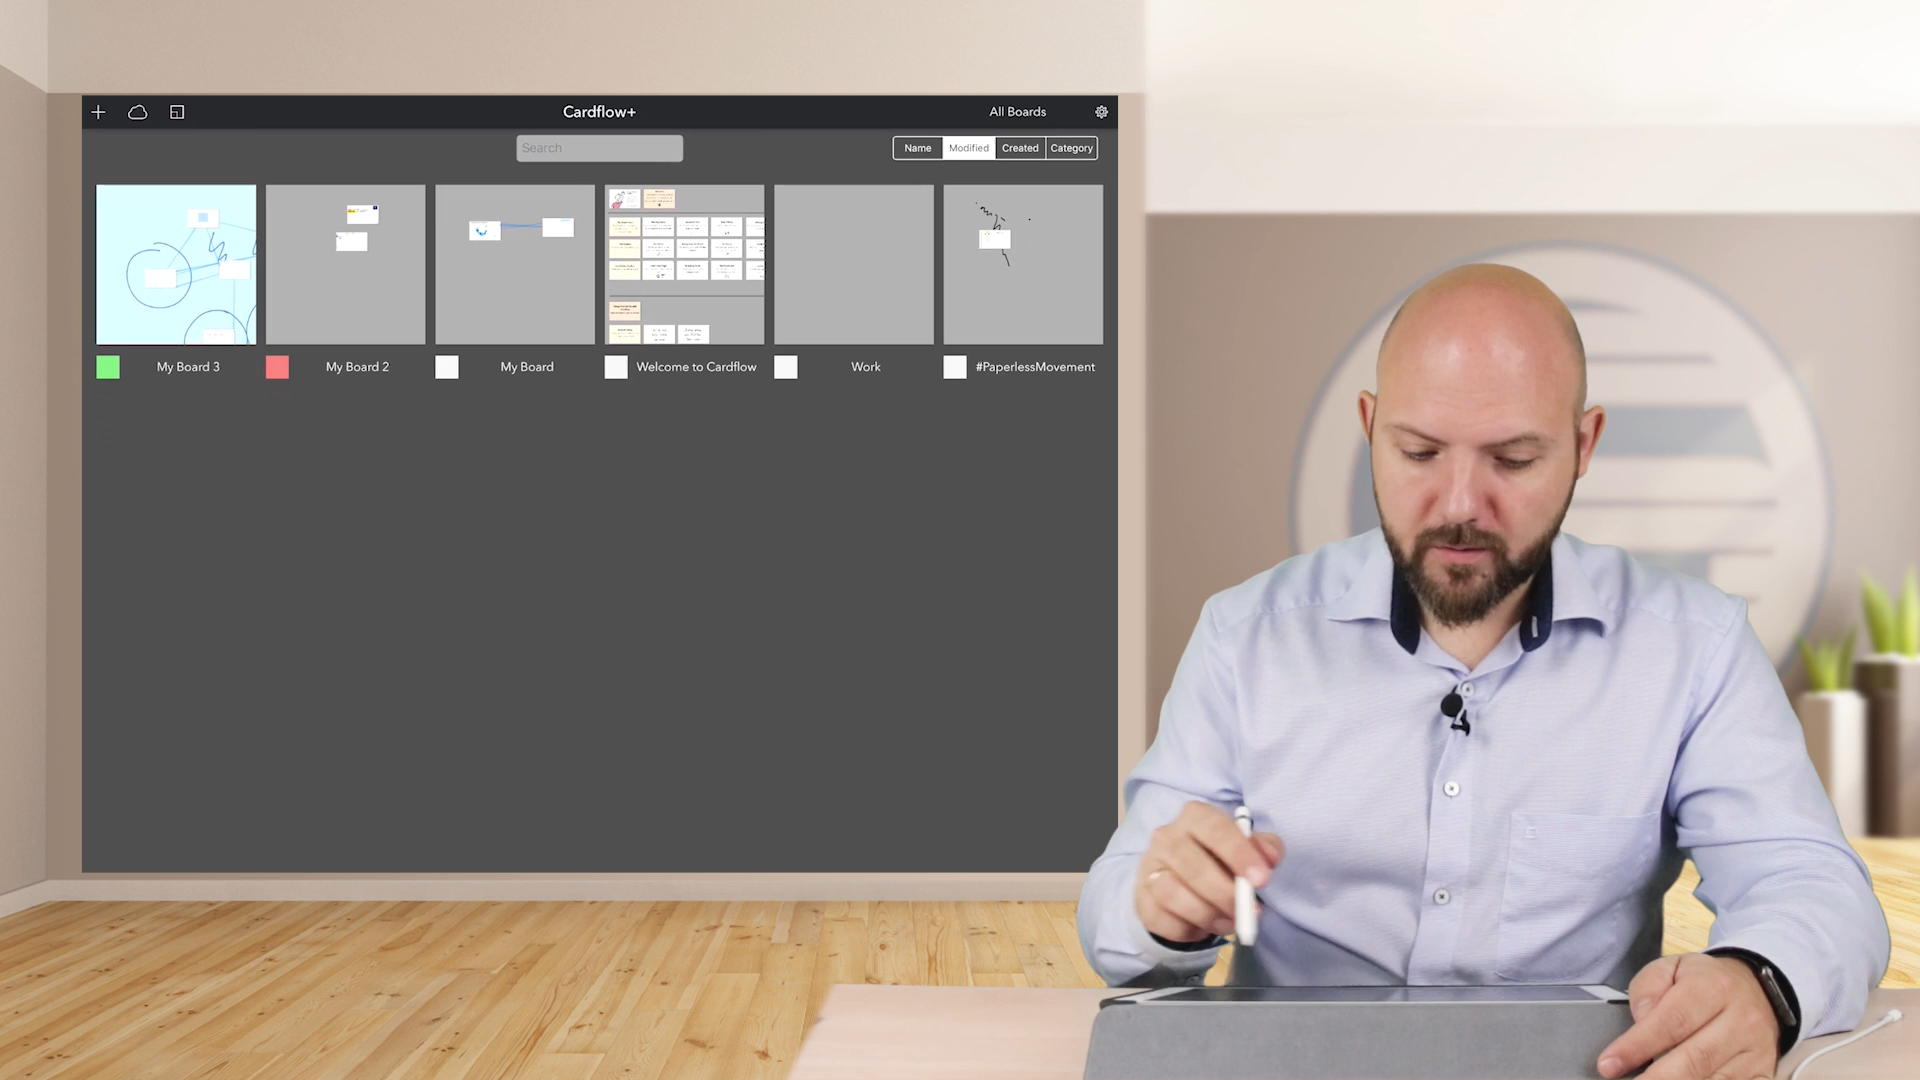 Cardflow+
All Boards
Search
Name Modified Created Category
My Board 3
My Board 2
My Board
Welcome to Cardflow
Work
#PaperlessMovement